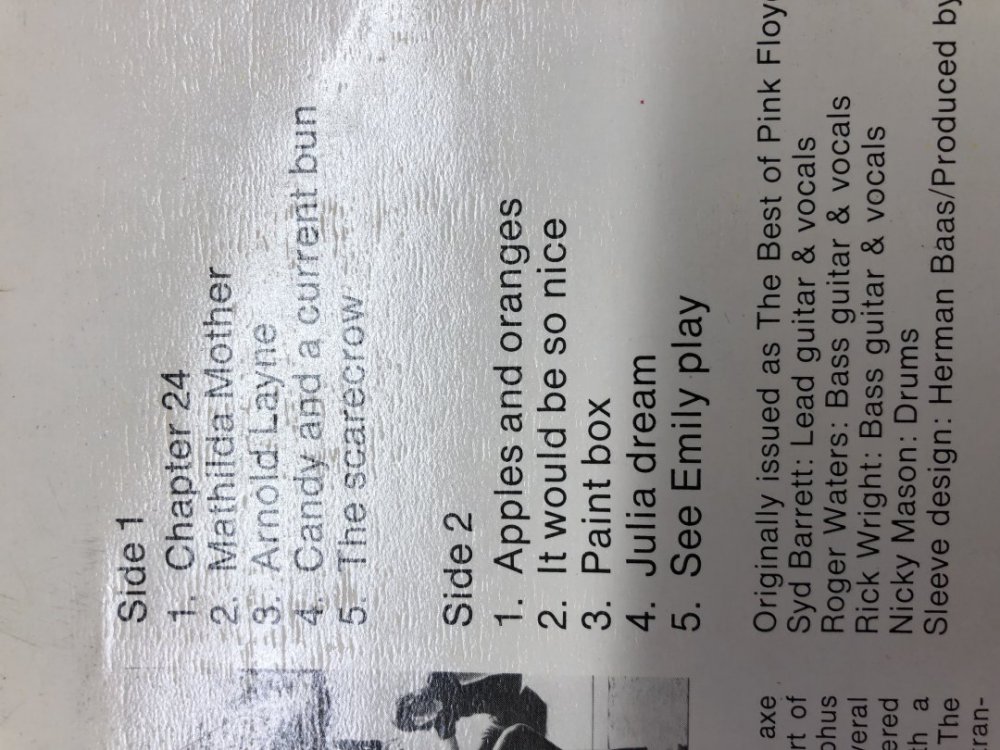 Side 1
1. Chapter 24
2. Mathilda Mother
3. Arnold Layne
4. Candy and a current bun
5. The scarecrow
Side 2
1. Apples and oranges
2. It would be so nice
3. Paint box
4. Julia dream
5. See Emily play
Originally issued as The Best of Pink Floyd
Syd Barrett: Lead guitar & vocals
Roger Waters: Bass guitar & vocals
Rick Wright: Bass guitar & vocals
Nicky Mason: Drums
Sleeve design: Herman Baas/Produced by
axe
rt of
ohus
veral
ered
th a
The
ran-